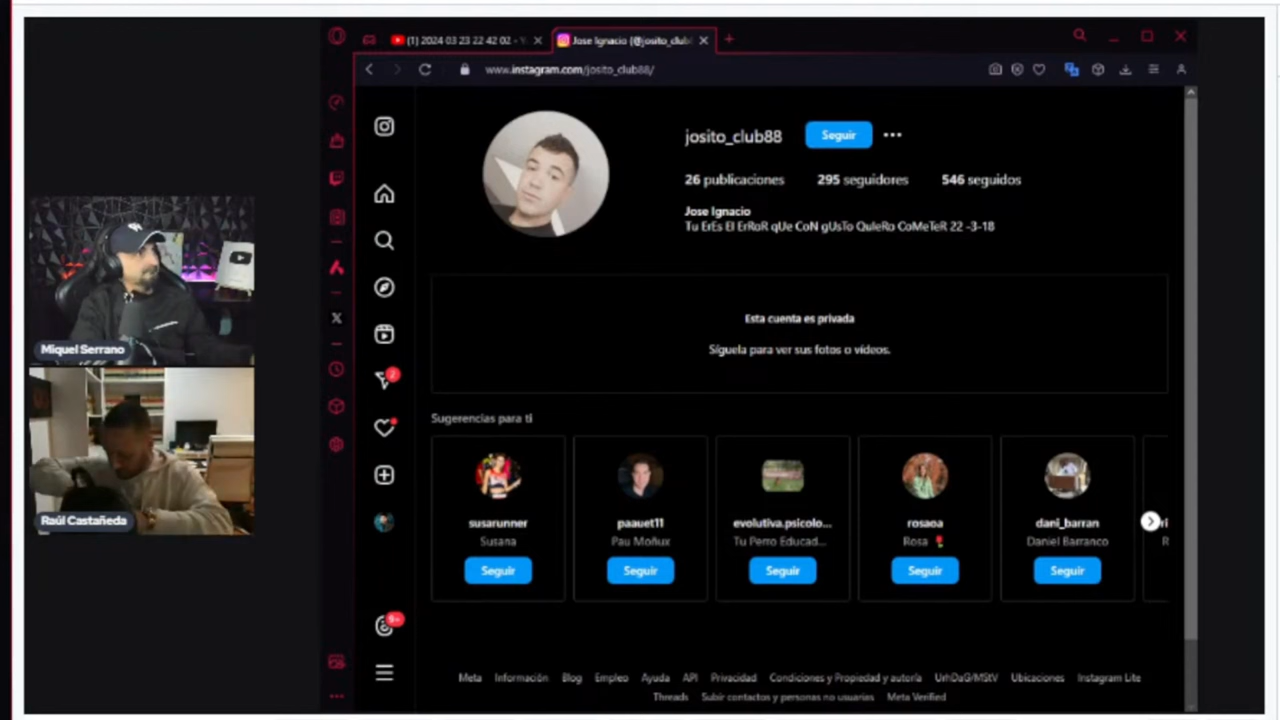 (1) 2024 03 23 22 42 02 - Y
Jose Ignacio (@josito_club
www.instagram.com/josito_club88/
josito_club88
Seguir
26 publicaciones
295 seguidores
546 seguidos
Jose Ignacio
Tu ErEs El ErRoR qUe CoN gUsTo QuIeRo CoMeTeR 22 -3-18
Esta cuenta es privada
Síguela para ver sus fotos o vídeos.
Miquel Serrano
2
Raúl Castañeda
Sugerencias para ti
susarunner
paauet11
evolutiva.psicolo...
rosaoa
dani_barran
Susana
Pau Moñux
Tu Perro Educad...
Rosa
Daniel Barranco
R
Seguir
Seguir
Seguir
Seguir
Seguir
9+
Meta
Información
Blog
Empleo
Ayuda
API
Privacidad
Condiciones y Propiedad y autoría
Ubicaciones
Instagram Lite
Threads
Subir contactos y personas no usuarias
Meta Verified